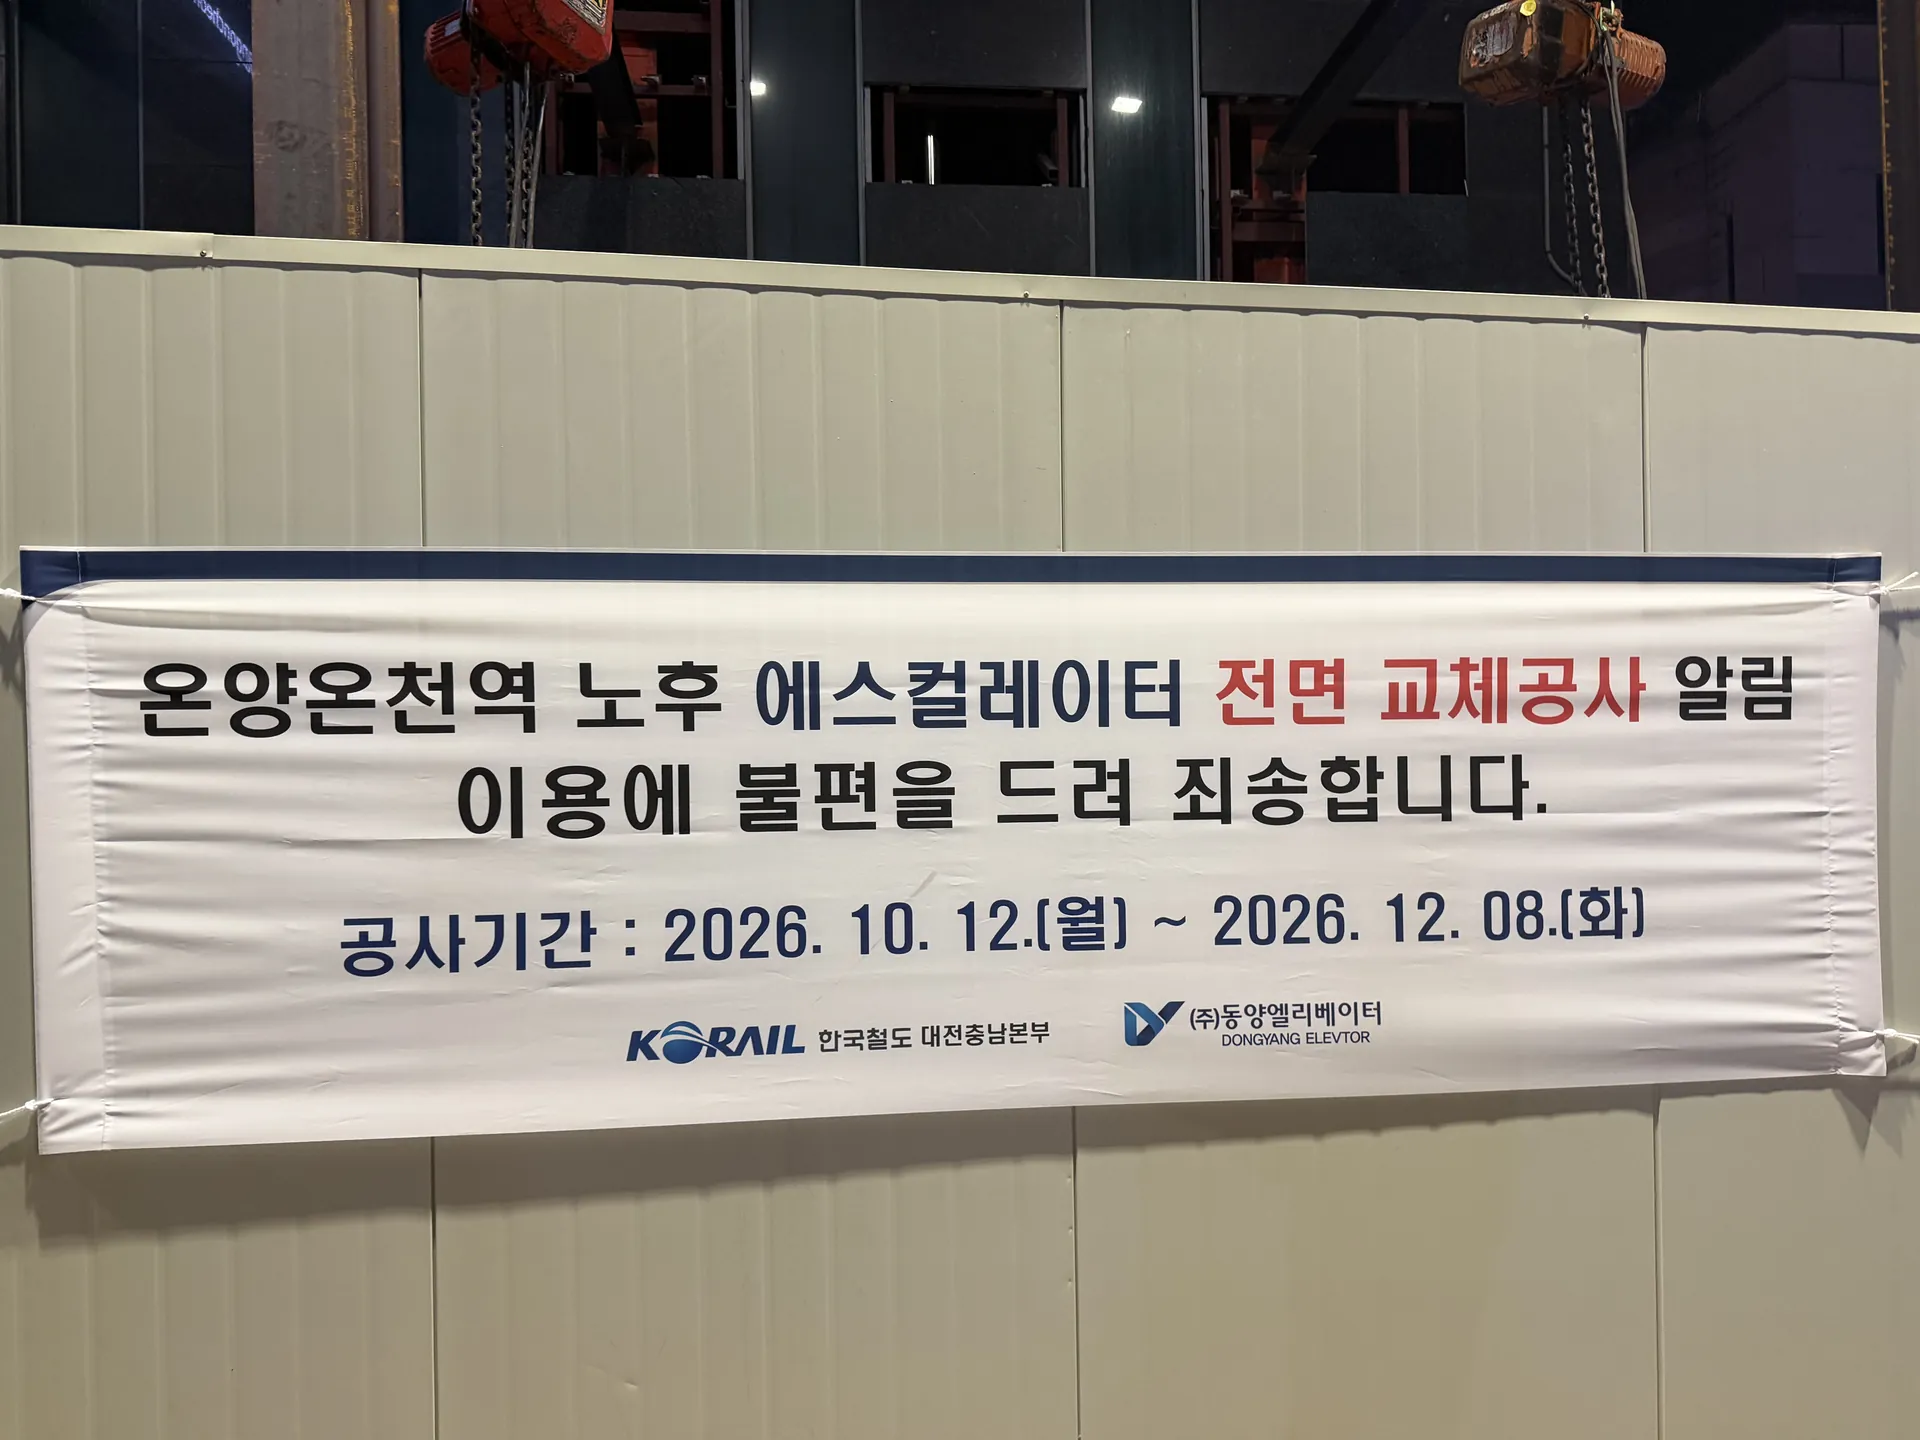 온양온천역 노후 에스컬레이터 전면 교체공사 알림
이용에 불편을 드려 죄송합니다.
공사기간 : 2026. 10. 12.(월) ~ 2026. 12. 08.(화)
KORAIL 한국철도 대전충남본부
(주)동양엘리베이터
DONGYANG ELEVTOR